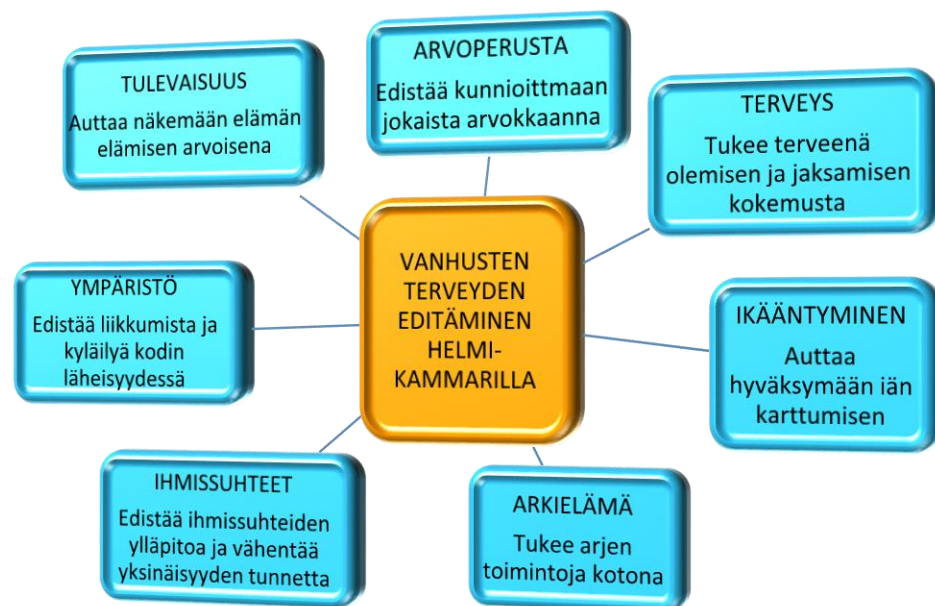 TULEVAISUUS
Auttaa näkemään elämän
elämisen arvoisena
ARVOPERUSTA
Edistää kunnioittmaan
jokaista arvokkaanna
TERVEYS
Tukee terveenä
olemisen ja jaksamisen
kokemusta
YMPÄRISTÖ
Edistää liikkumista ja
kyläilyä kodin
läheisyydessä
VANHUSTEN
TERVEYDEN
EDITÄMINEN
HELMI-
KAMMARILLA
IKÄÄNTYMINEN
Auttaa
hyväksymään iän
karttumisen
IHMISSUHTEET
Edistää ihmissuhteiden
ylläpitoa ja vähentää
yksinäisyyden tunnetta
ARKIELÄMÄ
Tukee arjen
toimintoja kotona